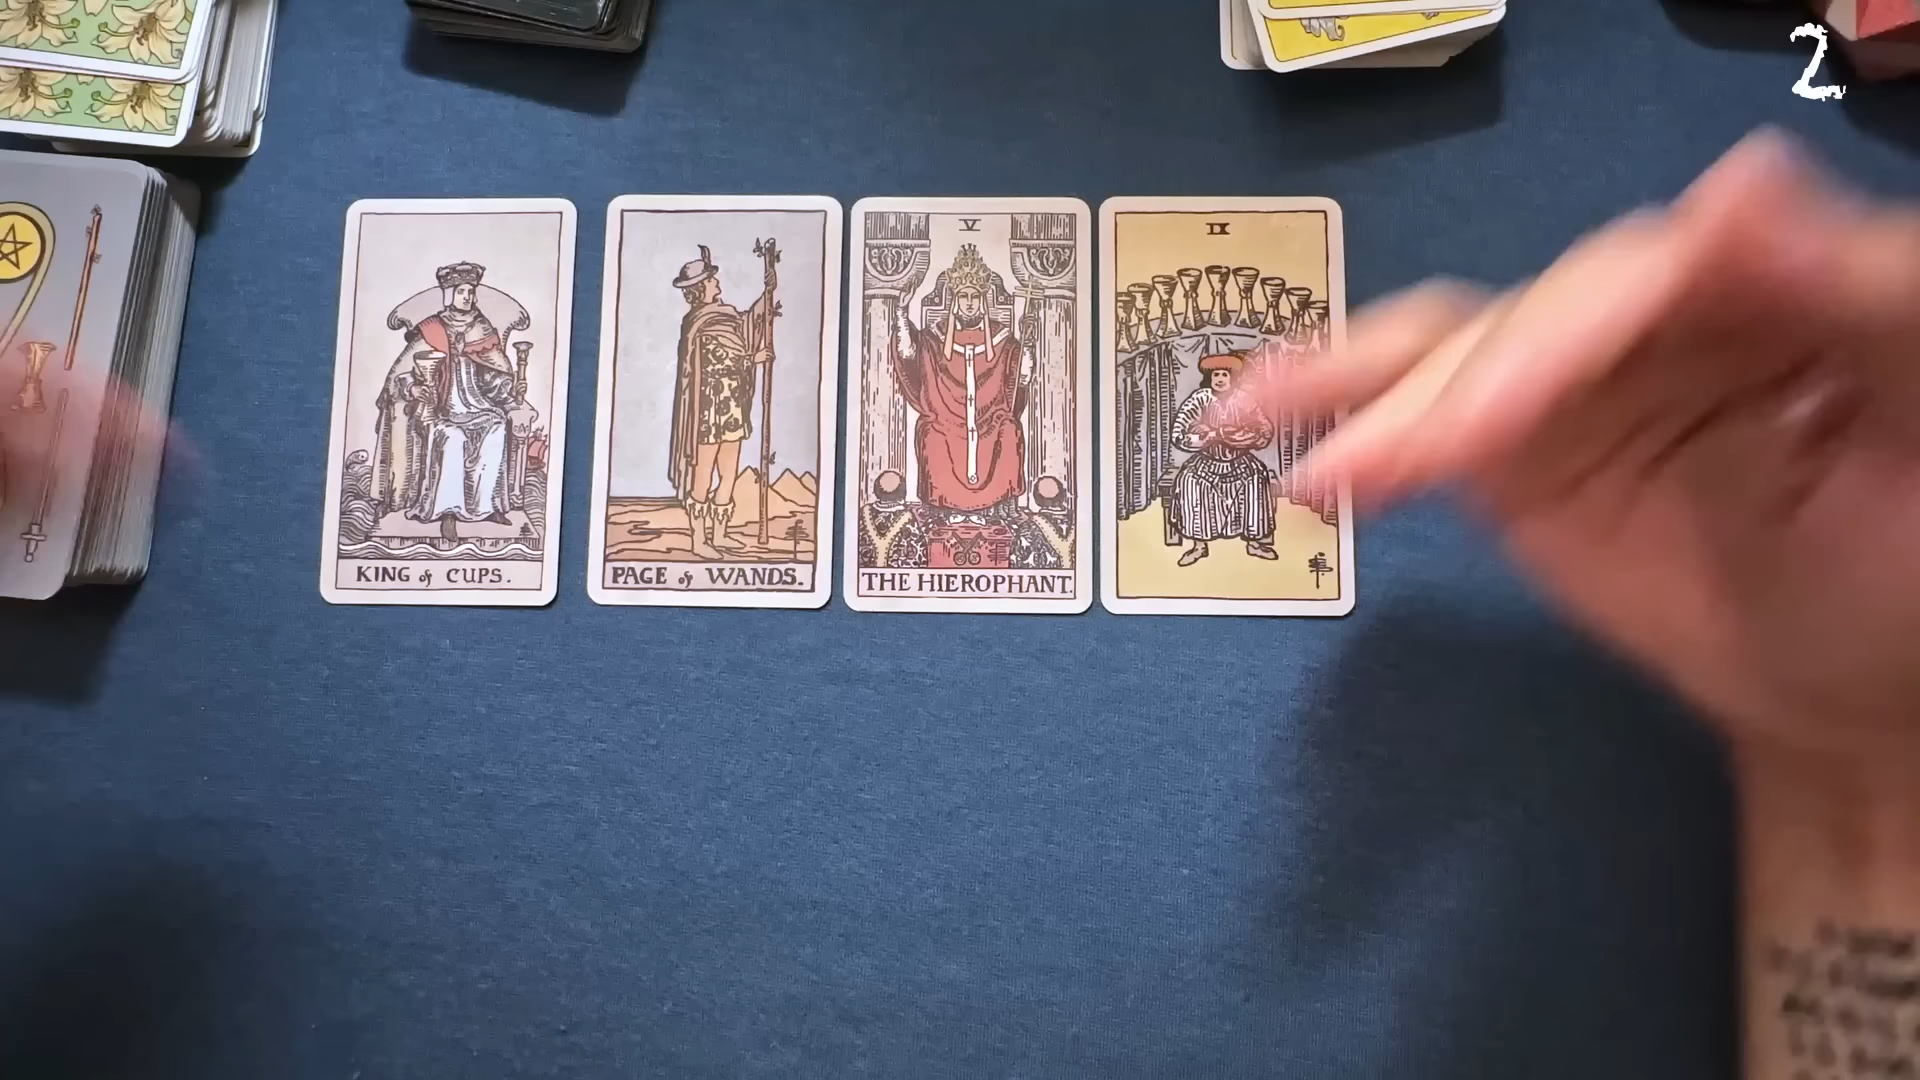 2
V
IX
KING of CUPS.
PAGE of WANDS.
THE HIEROPHANT.